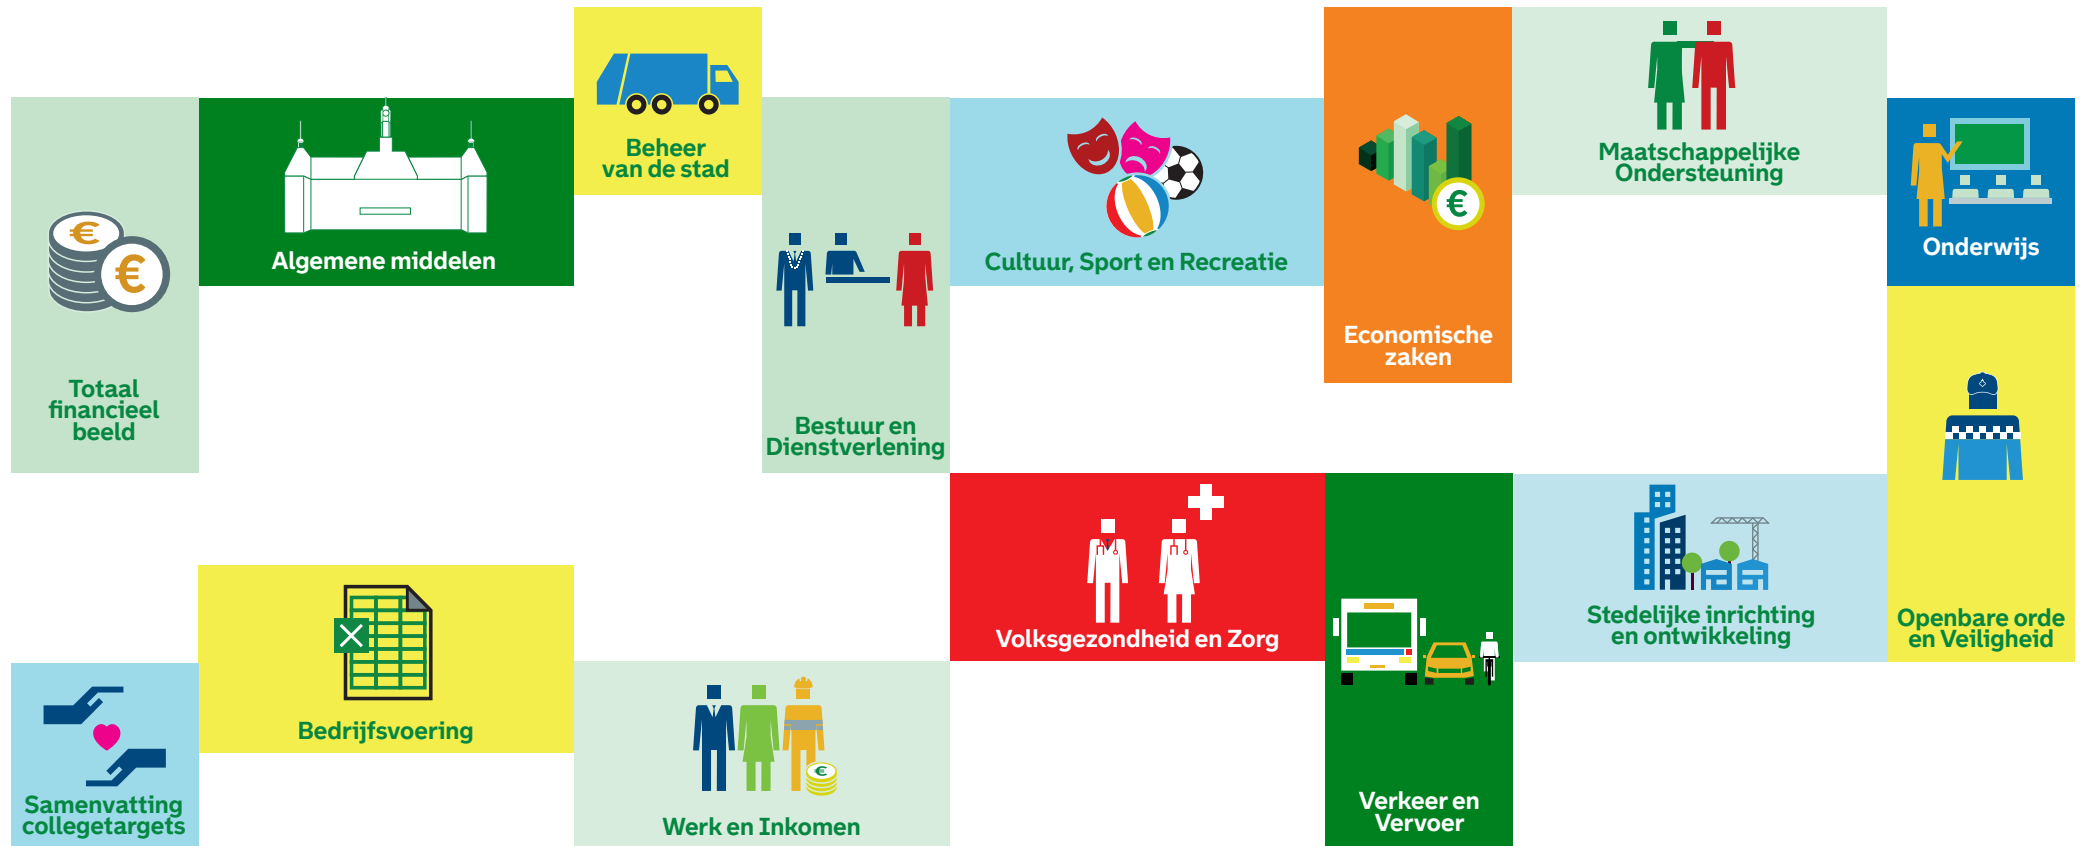 Totaal
financieel
beeld
Algemene middelen
Beheer
van de stad
Bestuur en
Dienstverlening
Cultuur, Sport en Recreatie
Economische
zaken
Maatschappelijke
Ondersteuning
Onderwijs
Openbare orde
en Veiligheid
Stedelijke inrichting
en ontwikkeling
Verkeer en
Vervoer
Volksgezondheid en Zorg
Werk en Inkomen
Bedrijfsvoering
Samenvatting
collegetargets